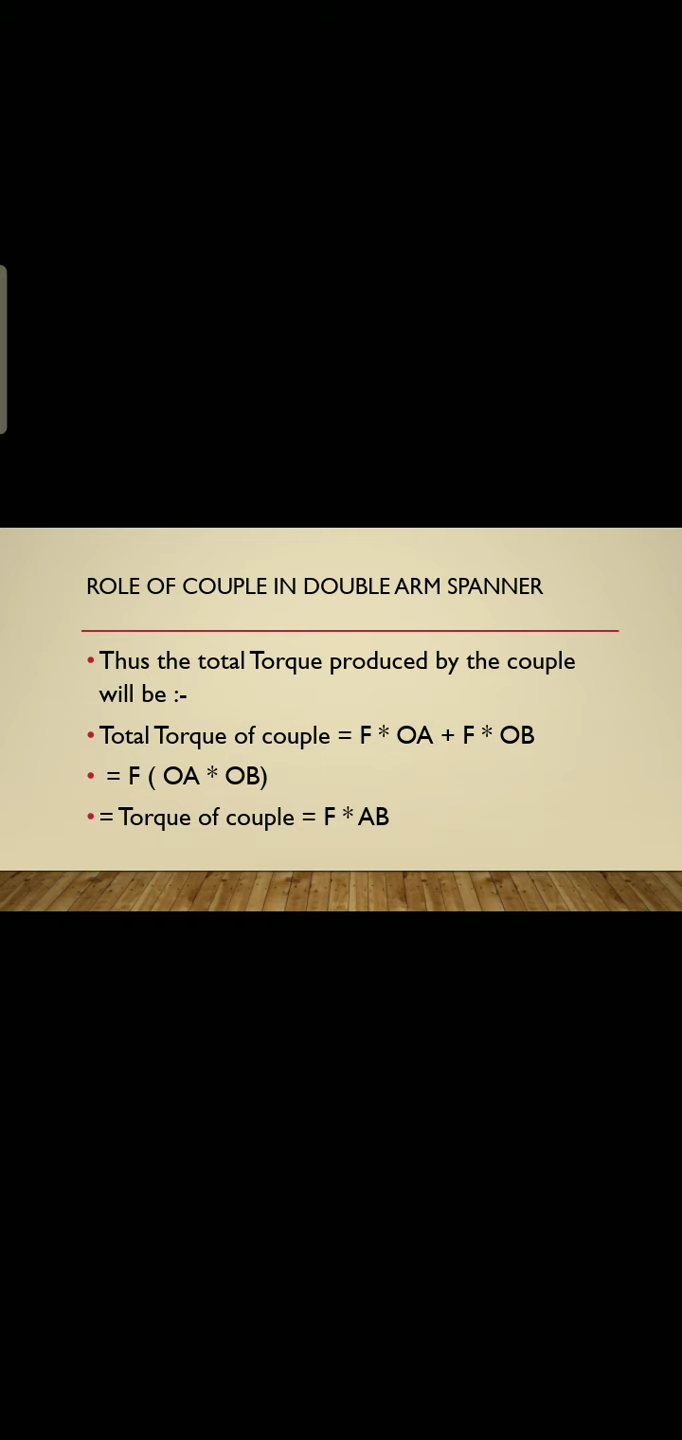 ROLE OF COUPLE IN DOUBLE ARM SPANNER
• Thus the total Torque produced by the couple
will be :-
• Total Torque of couple = F * OA + F * OB
• = F ( OA * OB)
• = Torque of couple = F * AB